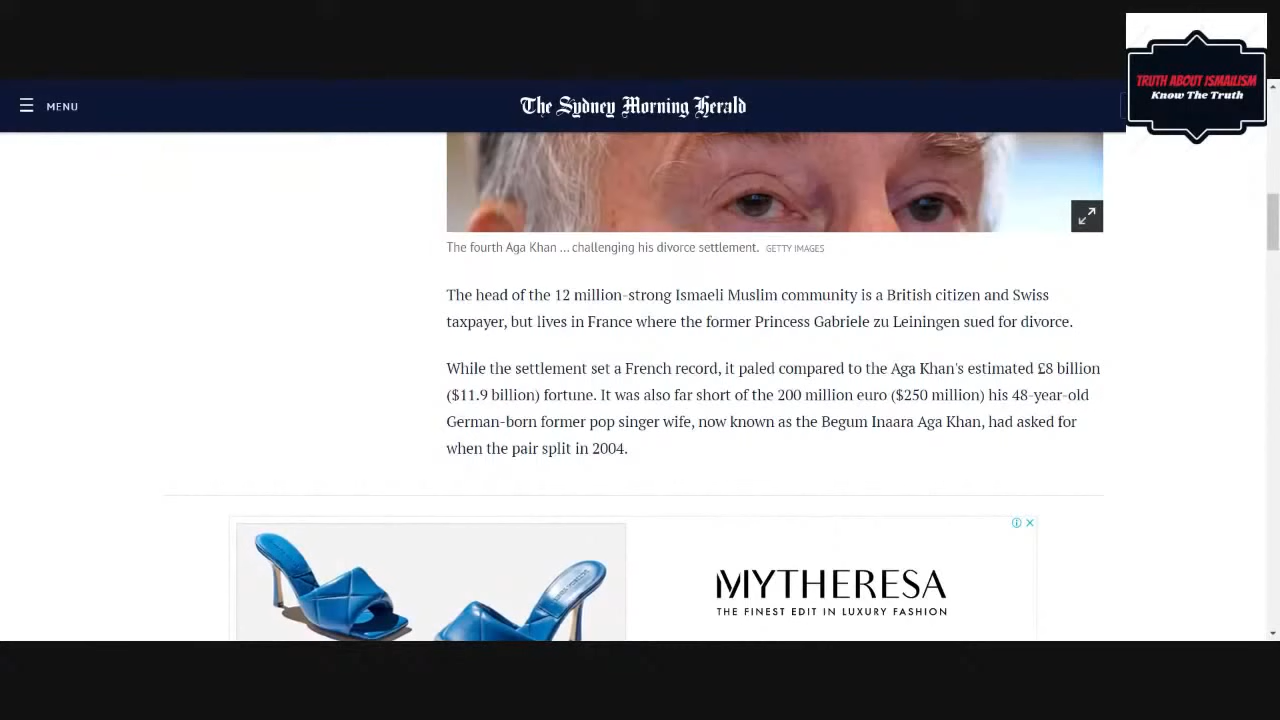 TRUTH ABOUT ISMAILISM
Know The Truth
MENU
The Sydney Morning Herald
The fourth Aga Khan ... challenging his divorce settlement. GETTY IMAGES
The head of the 12 million-strong Ismaeli Muslim community is a British citizen and Swiss
taxpayer, but lives in France where the former Princess Gabriele zu Leiningen sued for divorce.
While the settlement set a French record, it paled compared to the Aga Khan's estimated £8 billion
($11.9 billion) fortune. It was also far short of the 200 million euro ($250 million) his 48-year-old
German-born former pop singer wife, now known as the Begum Inaara Aga Khan, had asked for
when the pair split in 2004.
MYTHERESA
THE FINEST EDIT IN LUXURY FASHION